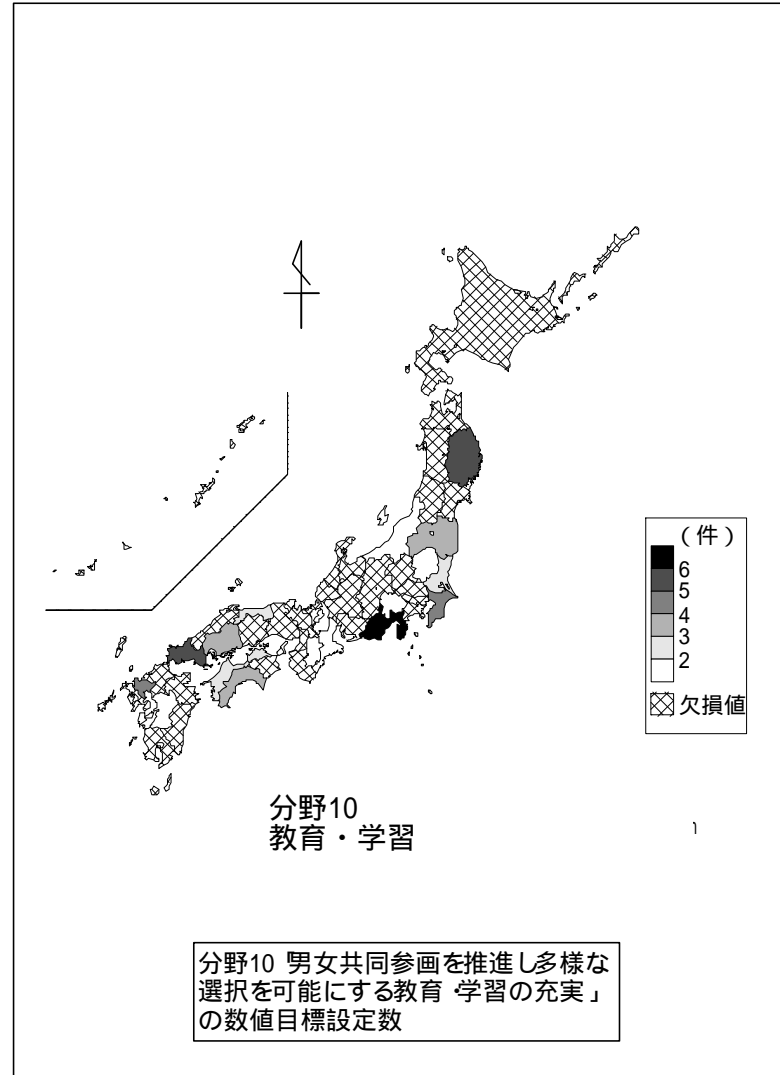 （件）
6
5
4
3
2
欠損値
分野10
教育・学習
分野10 男女共同参画を推進し多様な
選択を可能にする教育・学習の充実」
の数値目標設定数